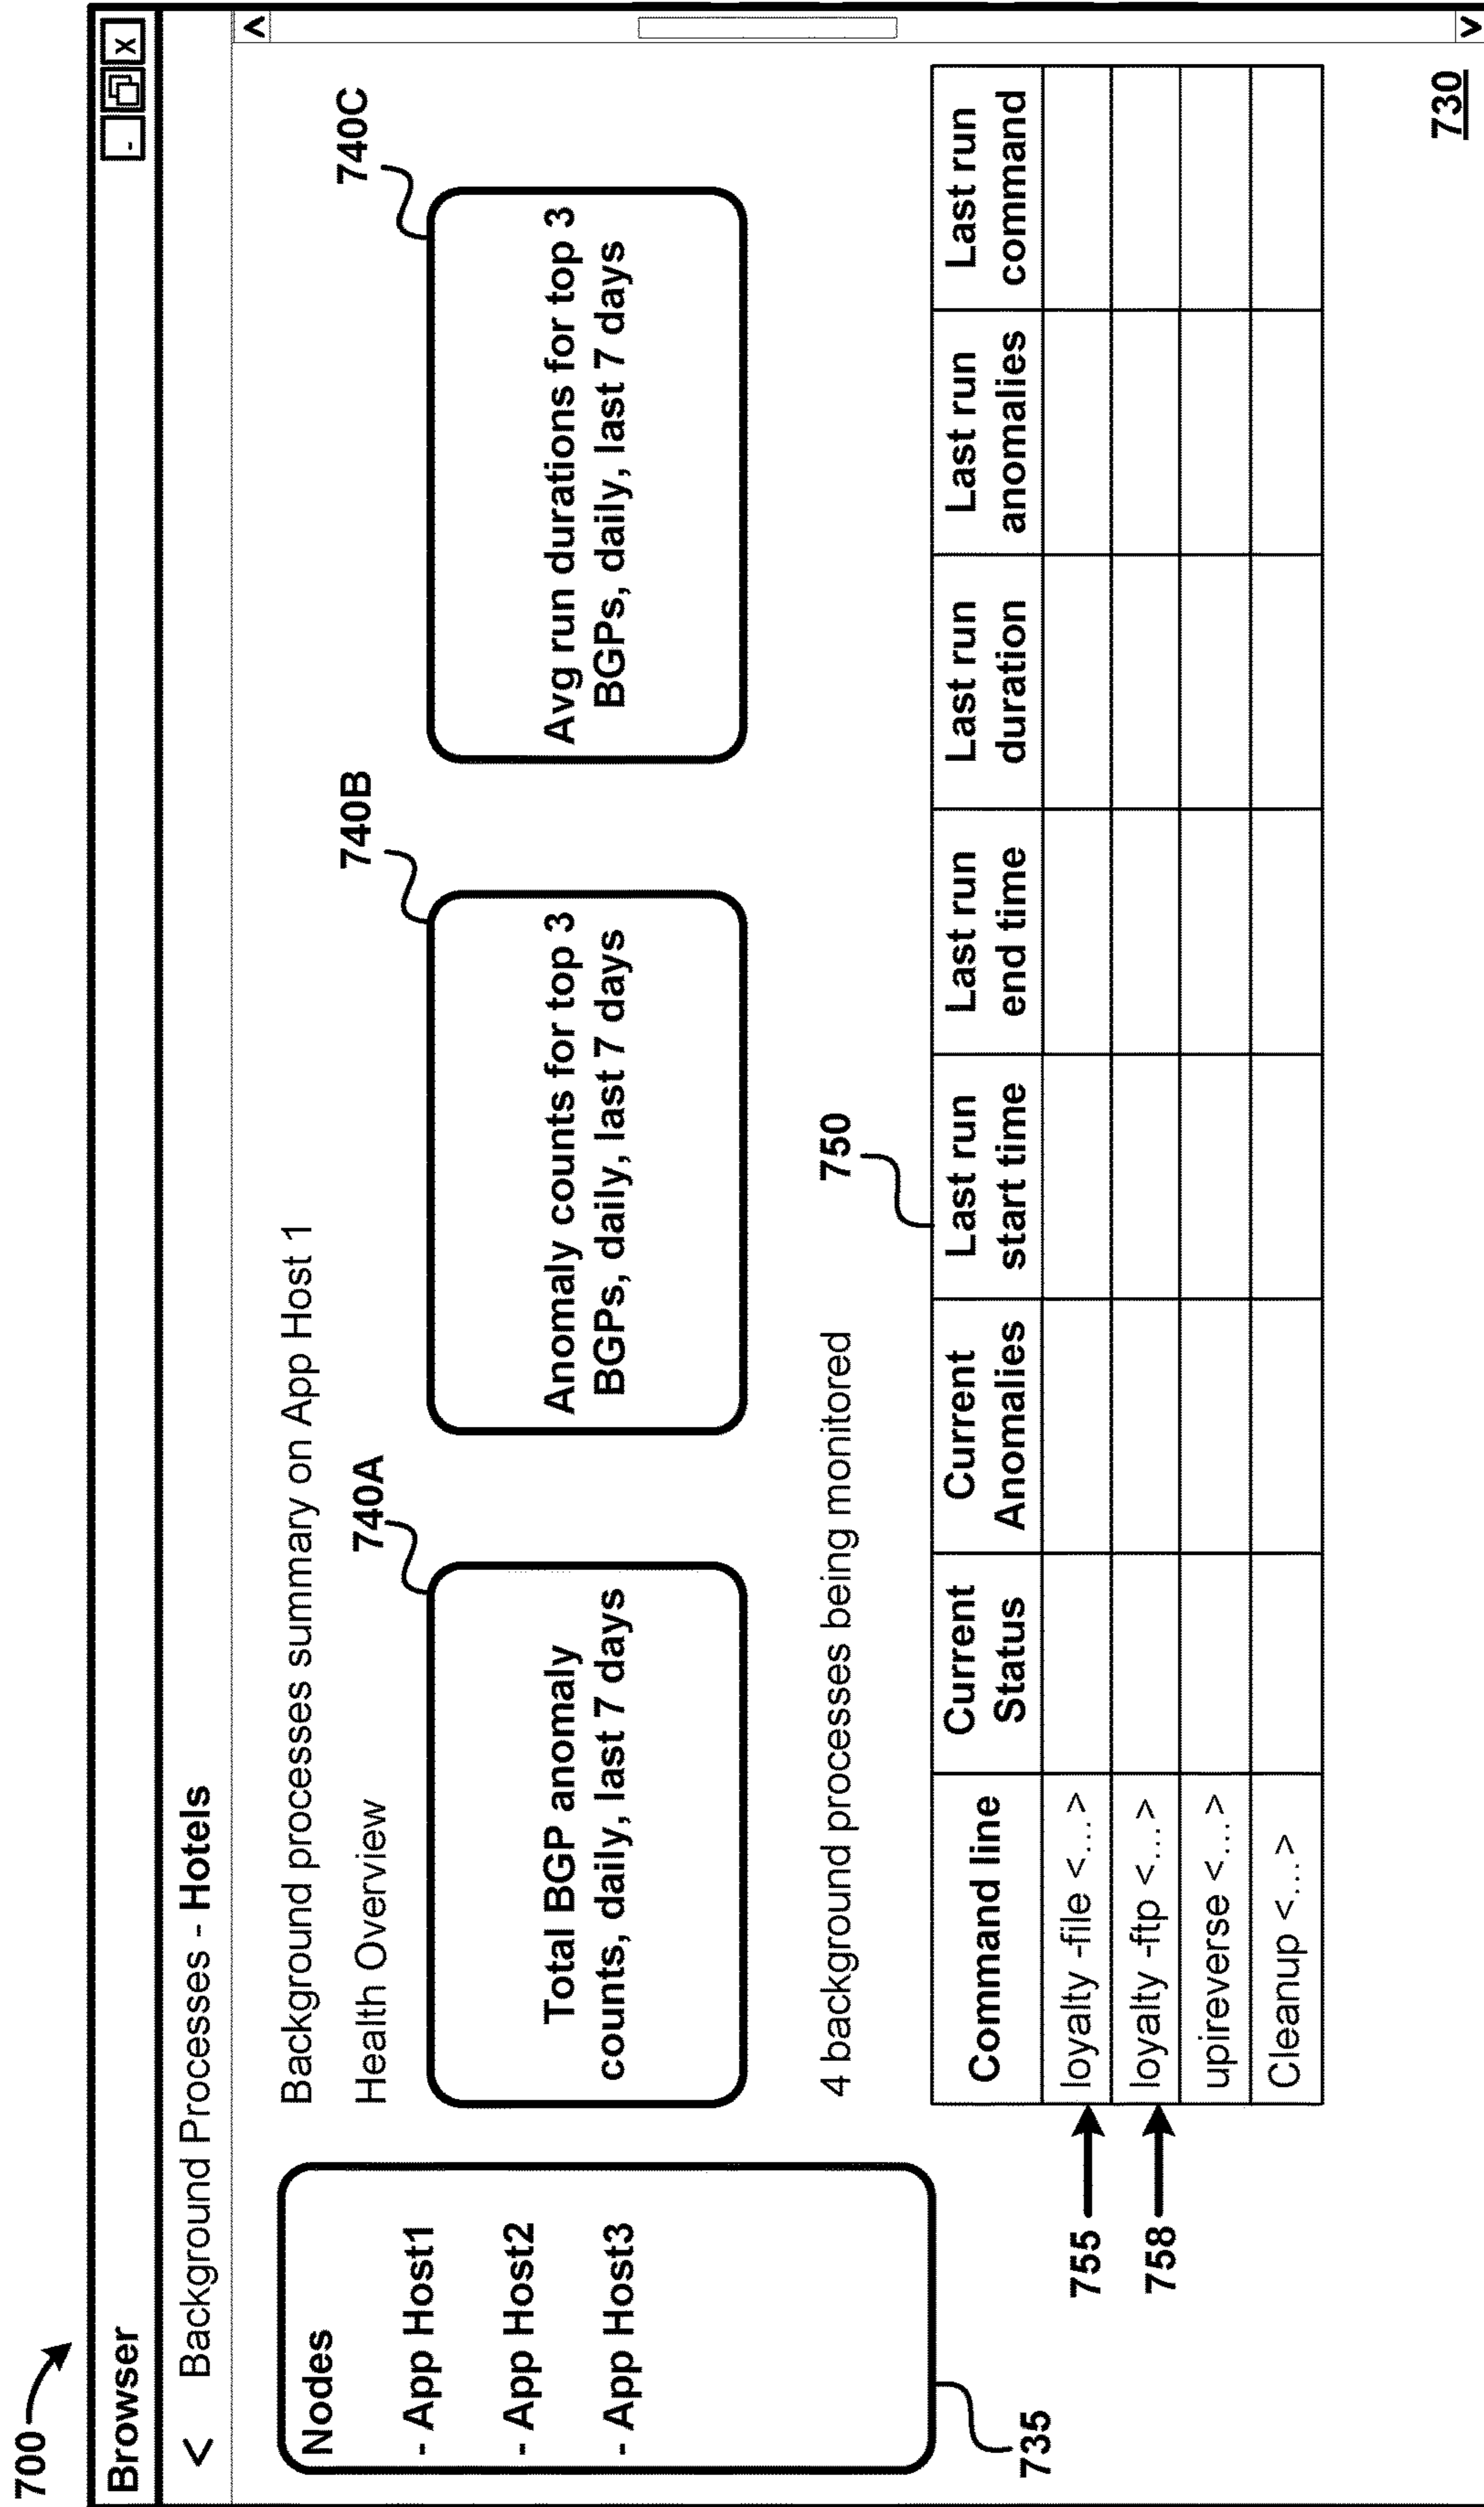 700
Browser
- x
< Background Processes - Hotels
Nodes
- App Host1
- App Host2
- App Host3
735
Background processes summary on App Host 1
Health Overview
740A
Total BGP anomaly
counts, daily, last 7 days
740B
Anomaly counts for top 3
BGPs, daily, last 7 days
740C
Avg run durations for top 3
BGPs, daily, last 7 days
4 background processes being monitored
750
Command line
Current
Status
Current
Anomalies
Last run
start time
Last run
end time
Last run
duration
Last run
anomalies
Last run
command
755
loyalty -file <...>
758
loyalty -ftp <...>
upireverse <...>
Cleanup <...>
730